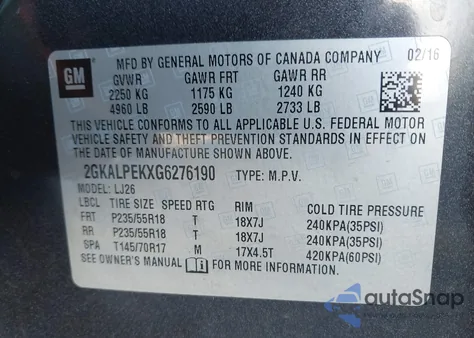 MFD BY GENERAL MOTORS OF CANADA COMPANY 02/16
GM GVWR GAWR FRT GAWR RR
2250 KG 1175 KG 1240 KG
4960 LB 2590 LB 2733 LB
THIS VEHICLE CONFORMS TO ALL APPLICABLE U.S. FEDERAL MOTOR
VEHICLE SAFETY AND THEFT PREVENTION STANDARDS IN EFFECT ON
THE DATE OF MANUFACTURE SHOWN ABOVE.
2GKALPEKXG6276190 TYPE: M.P.V.
MODEL: LJ26
LBCL TIRE SIZE SPEED RTG RIM COLD TIRE PRESSURE
FRT P235/55R18 T 18X7J 240KPA(35PSI)
RR P235/55R18 T 18X7J 240KPA(35PSI)
SPA T145/70R17 M 17X4.5T 420KPA(60PSI)
SEE OWNER'S MANUAL FOR MORE INFORMATION.
autoSnap